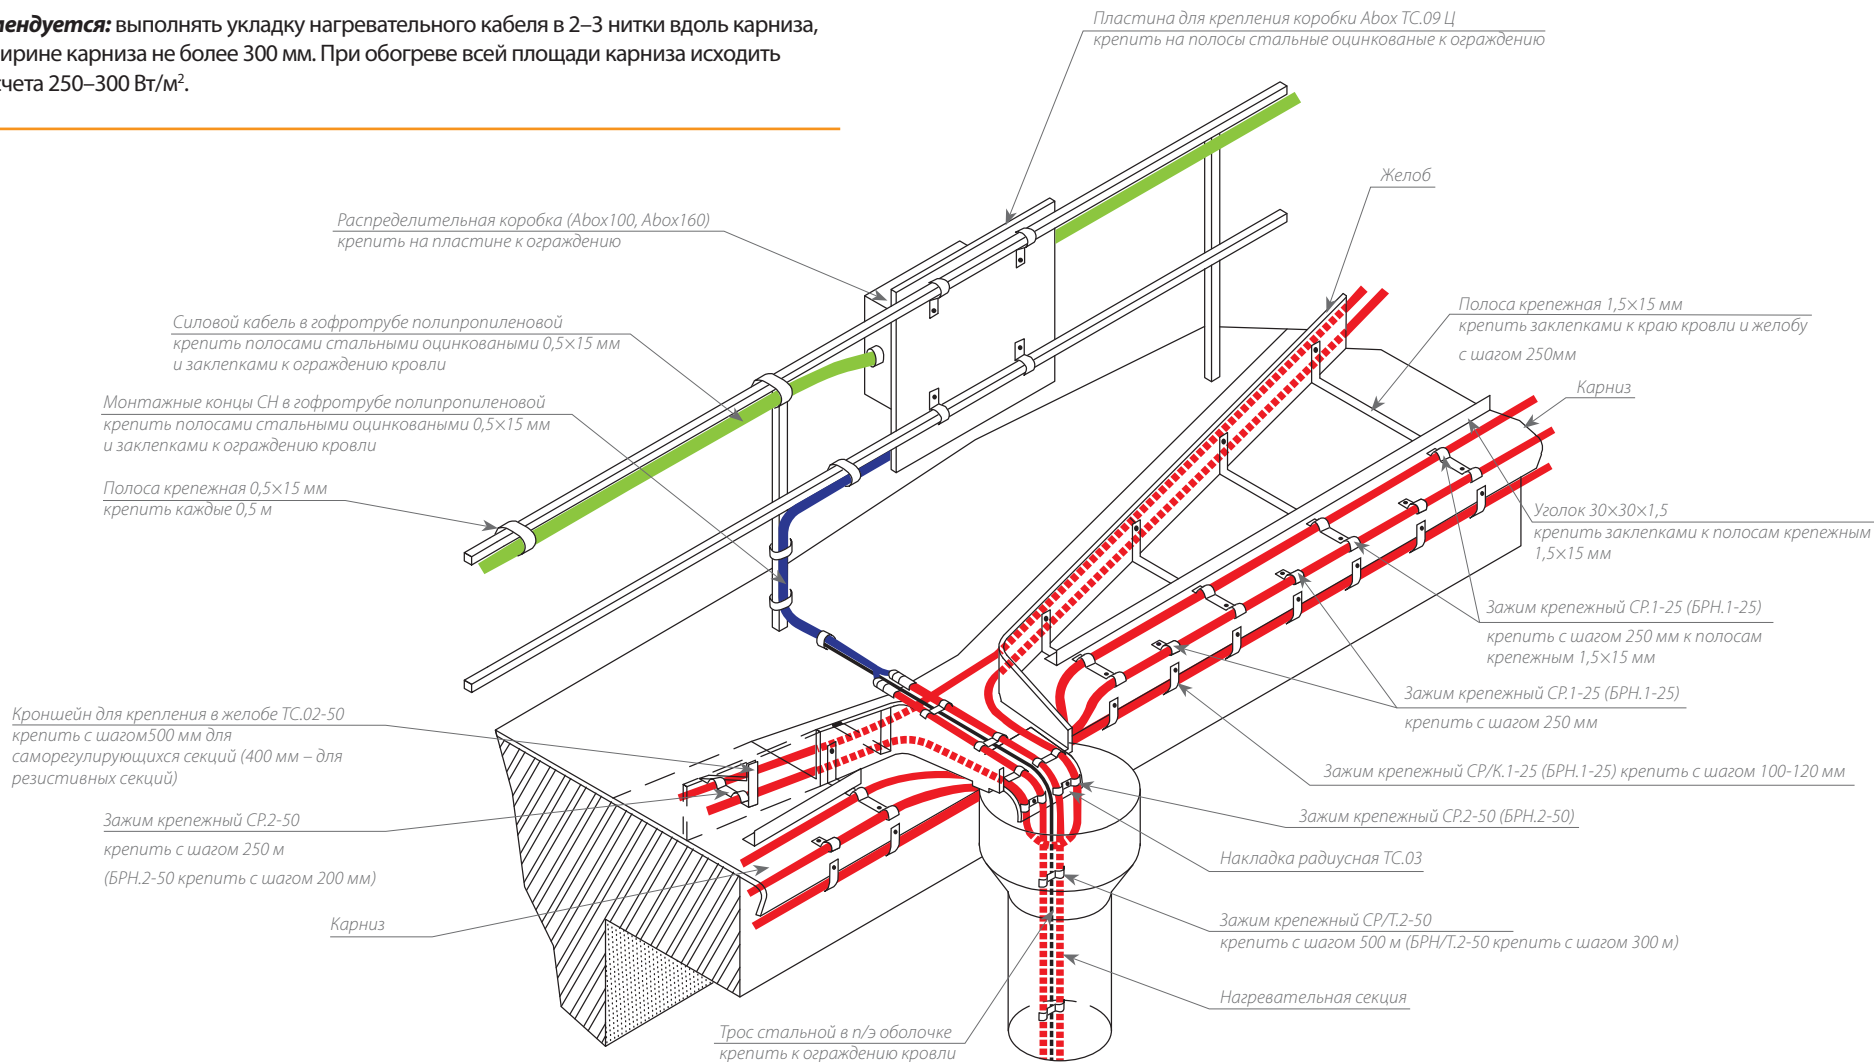 мендуется: выполнять укладку нагревательного кабеля в 2–3 нитки вдоль карниза,
ирине карниза не более 300 мм. При обогреве всей площади карниза исходить
счета 250–300 Вт/м².
Пластина для крепления коробки Abox ТС.09 Ц
крепить на полосы стальные оцинкованые к ограждению
Желоб
Распределительная коробка (Abox100, Abox160)
крепить на пластине к ограждению
Полоса крепежная 1,5×15 мм
крепить заклепками к краю кровли и желобу
с шагом 250мм
Силовой кабель в гофротрубе полипропиленовой
крепить полосами стальными оцинковаными 0,5×15 мм
и заклепками к ограждению кровли
Карниз
Монтажные концы СН в гофротрубе полипропиленовой
крепить полосами стальными оцинковаными 0,5×15 мм
и заклепками к ограждению кровли
Полоса крепежная 0,5×15 мм
крепить каждые 0,5 м
Уголок 30×30×1,5
крепить заклепками к полосам крепежным
1,5×15 мм
Зажим крепежный СР.1-25 (БРН.1-25)
крепить с шагом 250 мм к полосам
крепежным 1,5×15 мм
Зажим крепежный СР.1-25 (БРН.1-25)
крепить с шагом 250 мм
Кроншейн для крепления в желобе ТС.02-50
крепить с шагом500 мм для
саморегулирующихся секций (400 мм – для
резистивных секций)
Зажим крепежный СР/К.1-25 (БРН.1-25) крепить с шагом 100-120 мм
Зажим крепежный СР.2-50
крепить с шагом 250 м
(БРН.2-50 крепить с шагом 200 мм)
Зажим крепежный СР.2-50 (БРН.2-50)
Накладка радиусная ТС.03
Карниз
Зажим крепежный СР/Т.2-50
крепить с шагом 500 м (БРН/Т.2-50 крепить с шагом 300 м)
Нагревательная секция
Трос стальной в п/э оболочке
крепить к ограждению кровли